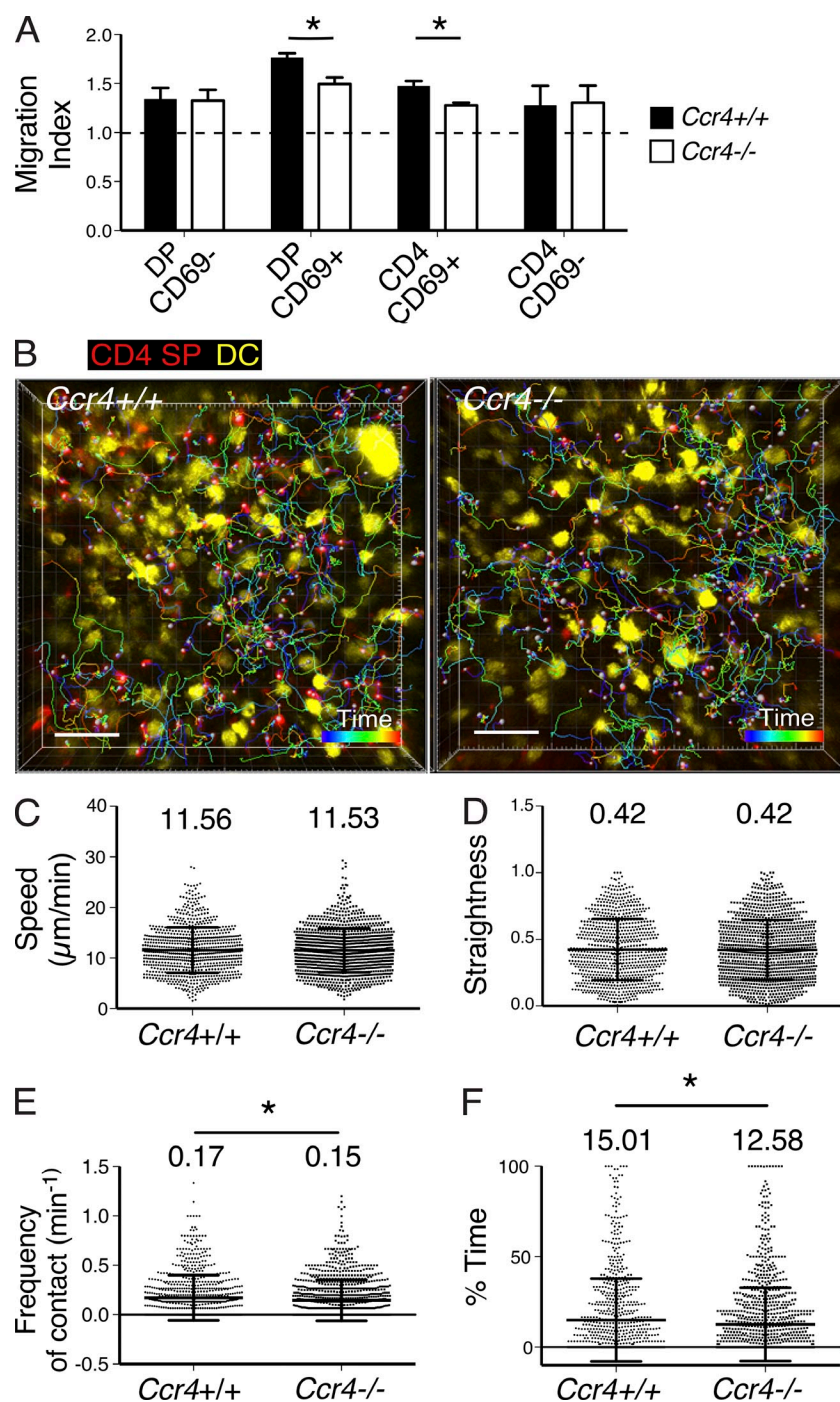 A
Migration
Index
2.0
1.5
1.0
0.5
0.0
*
*
DP
CD69-
DP
CD69+
CD4
CD69+
CD4
CD69-
Ccr4+/+
Ccr4-/-
B
CD4 SP DC
Ccr4+/+
Time
Ccr4-/-
Time
C
Speed
(µm/min)
40
30
20
10
0
11.56
11.53
Ccr4+/+
Ccr4-/-
D
Straightness
1.5
1.0
0.5
0.0
0.42
0.42
Ccr4+/+
Ccr4-/-
E
Frequency
of contact (min-1)
1.5
1.0
0.5
0.0
-0.5
*
0.17
0.15
Ccr4+/+
Ccr4-/-
F
% Time
100
50
0
*
15.01
12.58
Ccr4+/+
Ccr4-/-